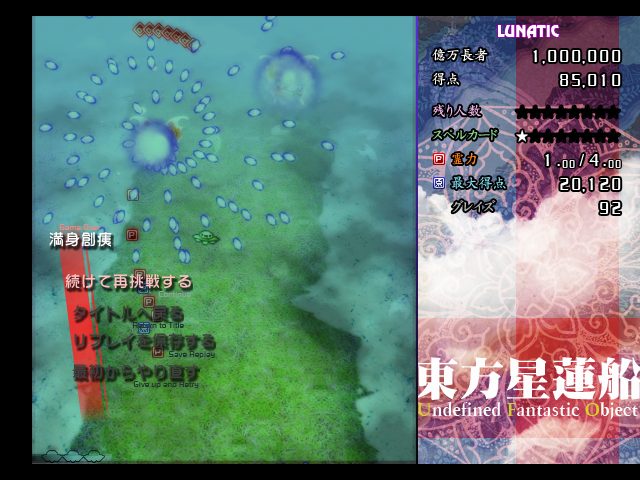 LUNATIC
億万長者 1,000,000
得点 85,010
残り人数
スペルカード
P 霊力 1.00/4.00
最大得点 20,120
グレイズ 92
Game Over
満身創痍
続けて再挑戦する
Continue
タイトルへ戻る
Return to Title
リプレイを保存する
Save Replay
最初からやり直す
Give up and Retry
東方星蓮船
Undefined Fantastic Object